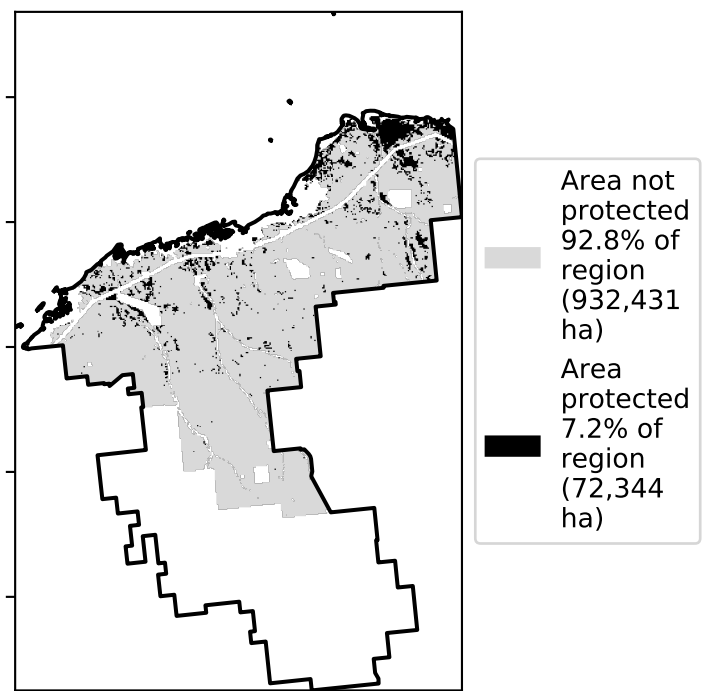 Area not
protected
92.8% of
region
(932,431
ha)
Area
protected
7.2% of
region
(72,344
ha)